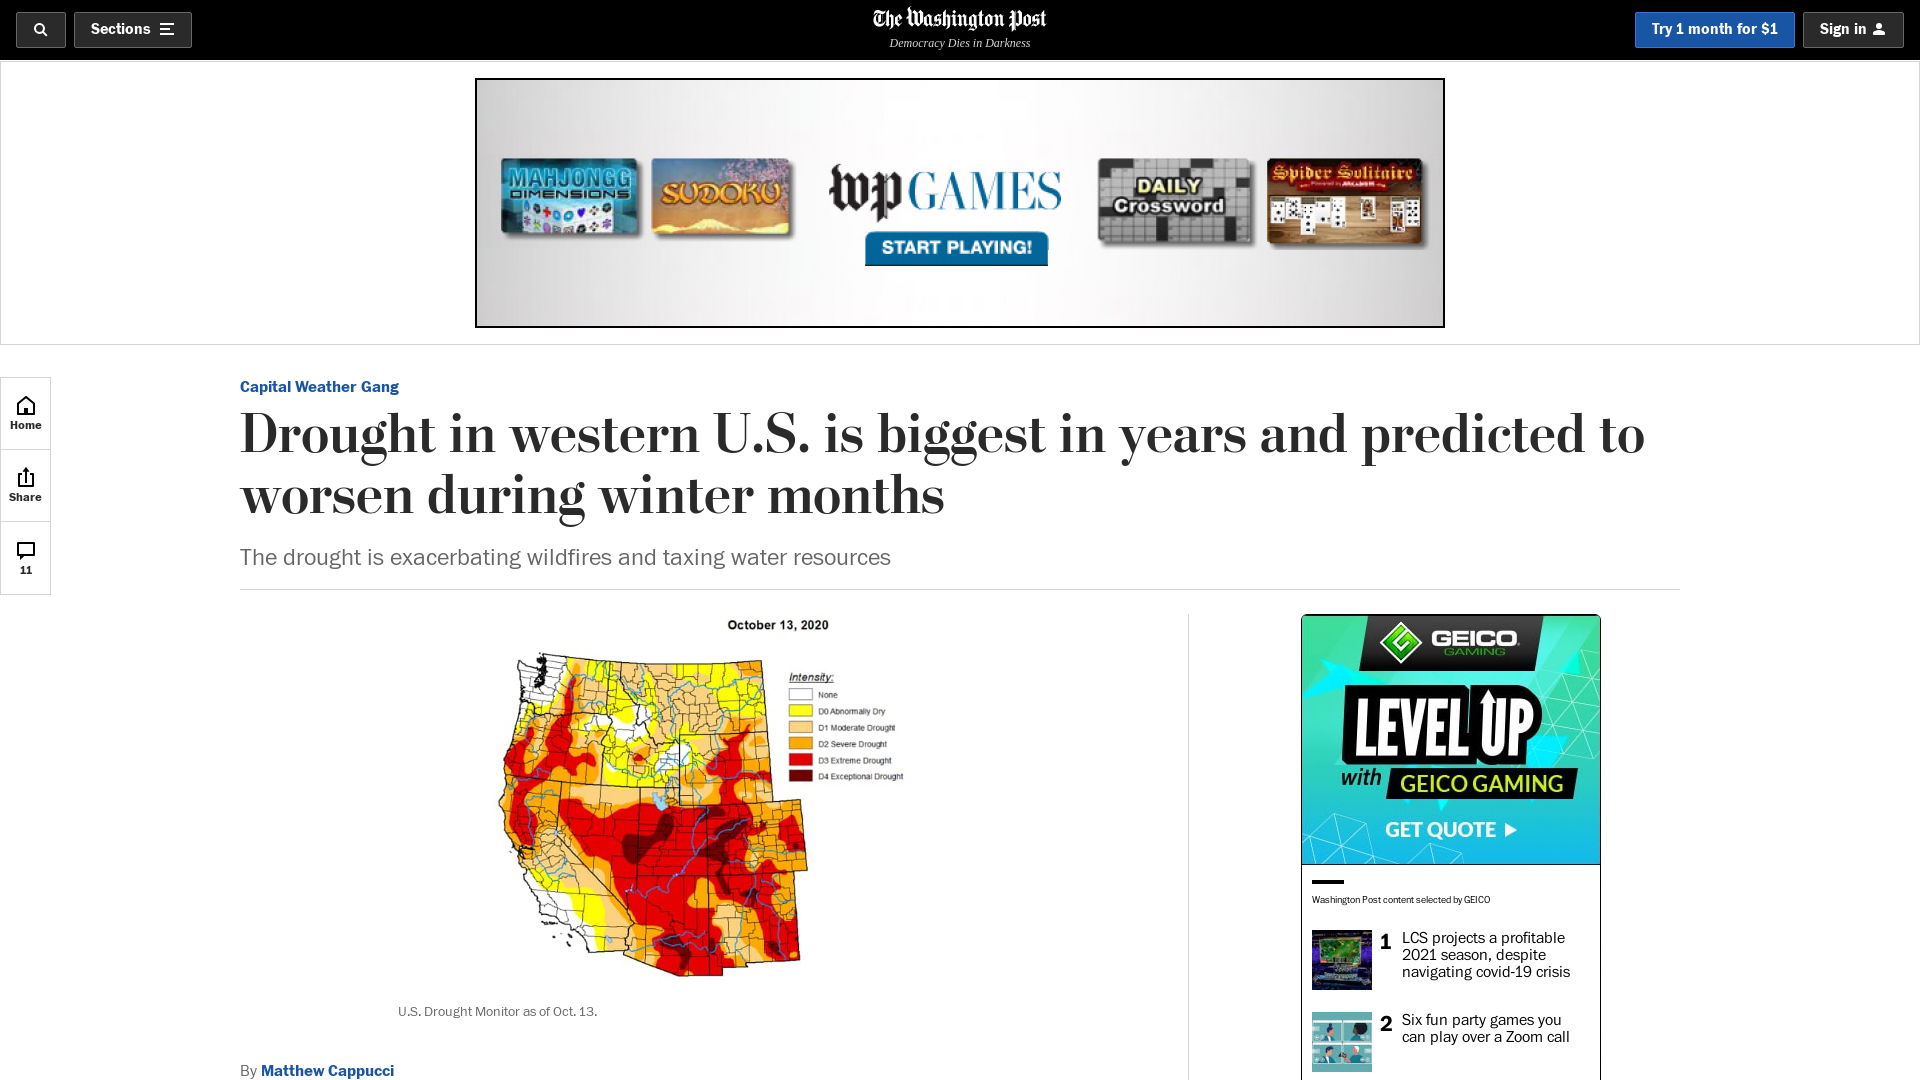 Sections
The Washington Post
Democracy Dies in Darkness
Try 1 month for $1
Sign in
MAHJONGG
DIMENSIONS
SUDOKU
wp GAMES
START PLAYING!
DAILY
Crossword
Spider Solitaire
Home
Share
11
Capital Weather Gang
Drought in western U.S. is biggest in years and predicted to
worsen during winter months
The drought is exacerbating wildfires and taxing water resources
October 13, 2020
Intensity:
None
D0 Abnormally Dry
D1 Moderate Drought
D2 Severe Drought
D3 Extreme Drought
D4 Exceptional Drought
U.S. Drought Monitor as of Oct. 13.
By Matthew Cappucci
GEICO
GAMING
LEVEL UP
with GEICO GAMING
GET QUOTE
Washington Post content selected by GEICO
1 LCS projects a profitable
2021 season, despite
navigating covid-19 crisis
2 Six fun party games you
can play over a Zoom call